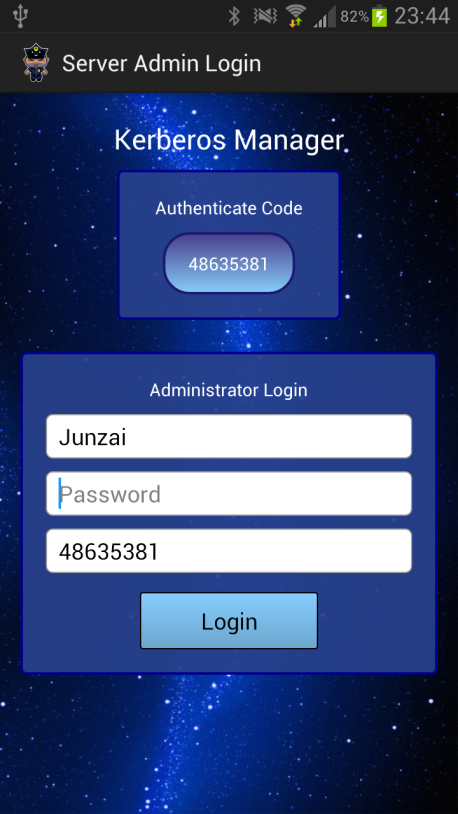 82% 23:44
Server Admin Login
Kerberos Manager
Authenticate Code
48635381
Administrator Login
Junzai
Password
48635381
Login